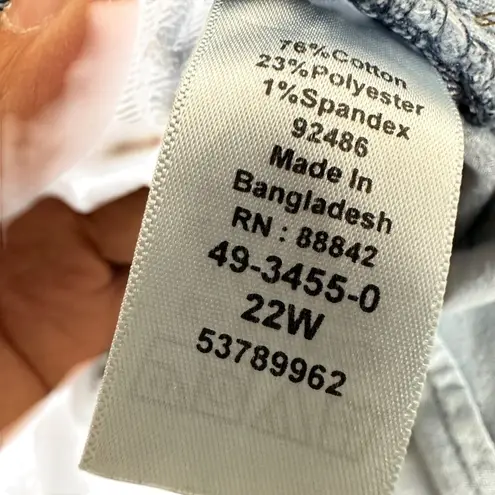 76%Cotton
23%Polyester
1%Spandex
92486
Made In
Bangladesh
RN : 88842
49-3455-0
22W
53789962